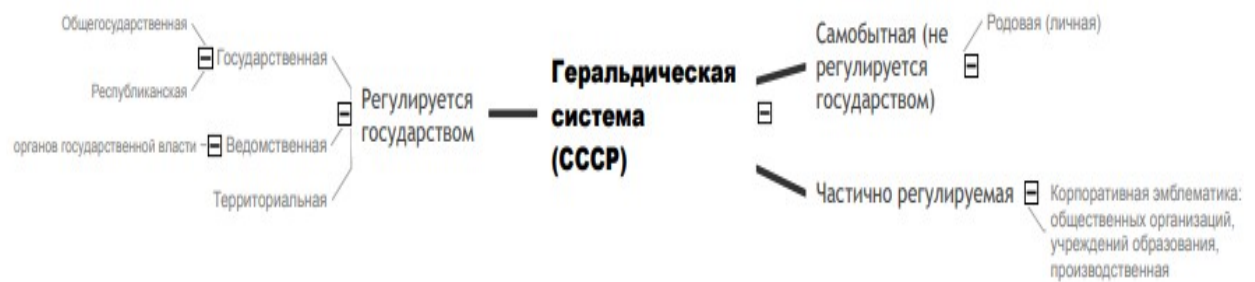 Общегосударственная
Государственная
Республиканская
органов государственной власти
Ведомственная
Территориальная
Регулируется
государством
Геральдическая
система
(СССР)
Самобытная (не
регулируется
государством)
Родовая (личная)
Частично регулируемая
Корпоративная эмблематика:
общественных организаций,
учреждений образования,
производственная